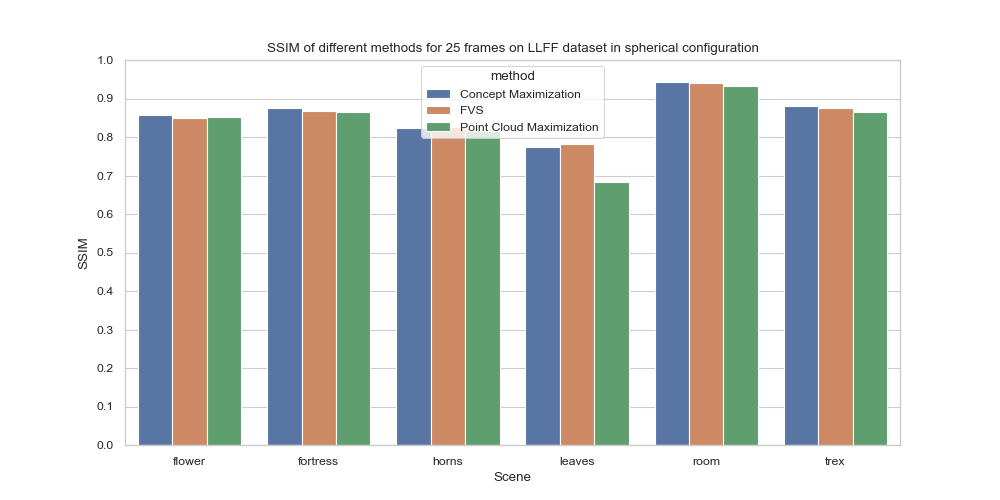 SSIM of different methods for 25 frames on LLFF dataset in spherical configuration
method
Concept Maximization
FVS
Point Cloud Maximization
SSIM
1.0
0.9
0.8
0.7
0.6
0.5
0.4
0.3
0.2
0.1
0.0
flower fortress horns leaves room trex
Scene